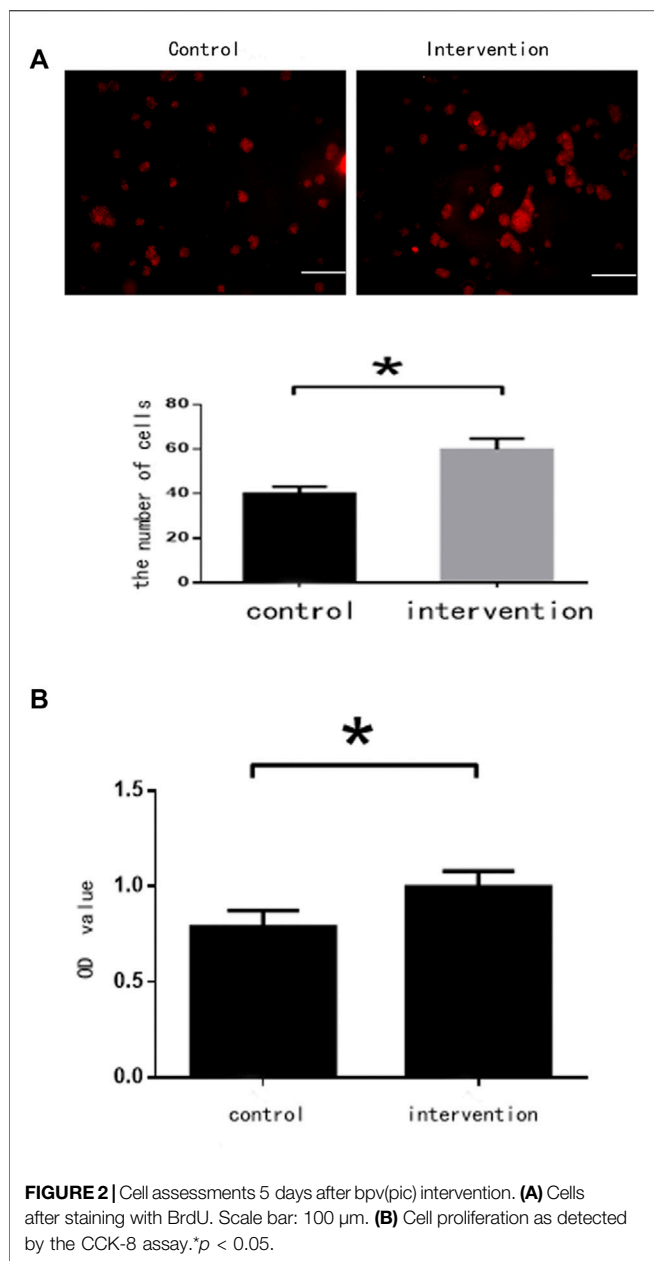 Control Intervention
A
*
the number of cells
80
60
40
20
0
control intervention
B
*
OD value
1.5
1.0
0.5
0.0
control intervention
FIGURE 2 | Cell assessments 5 days after bpv(pic) intervention. (A) Cells
after staining with BrdU. Scale bar: 100 µm. (B) Cell proliferation as detected
by the CCK-8 assay.*p < 0.05.